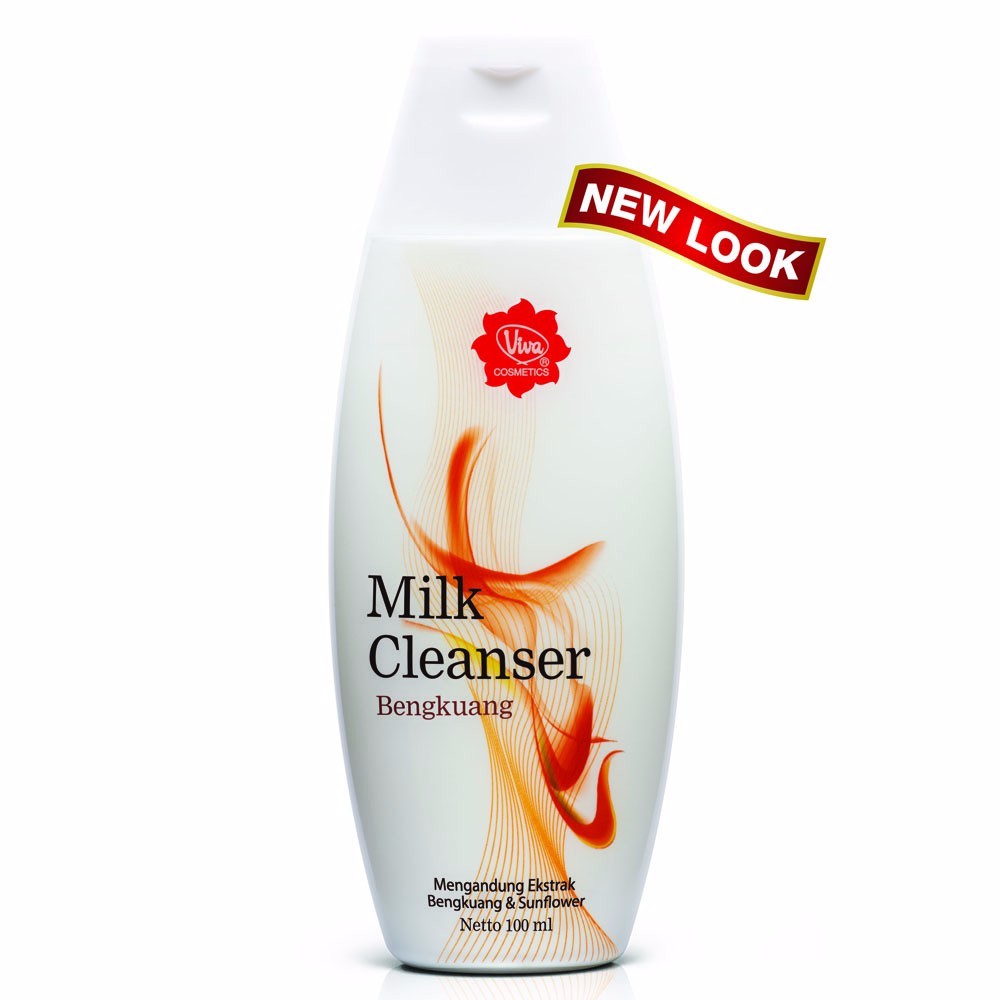 NEW LOOK
Viva ®
COSMETICS
Milk
Cleanser
Bengkuang
Mengandung Ekstrak
Bengkuang & Sunflower
Netto 100 ml